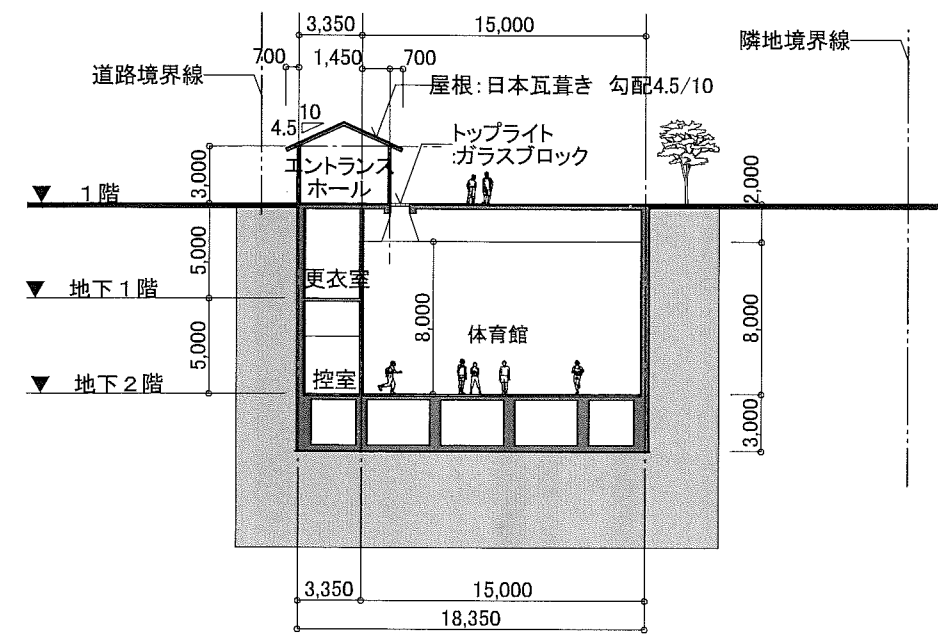 3,350
15,000
700
1,450
700
道路境界線
隣地境界線
屋根:日本瓦葺き 勾配4.5/10
10
4.5
トップライト
:ガラスブロック
エントランス
ホール
3,000
2,000
1階
5,000
更衣室
地下1階
8,000
体育館
8,000
5,000
控室
地下2階
3,000
3,350
15,000
18,350